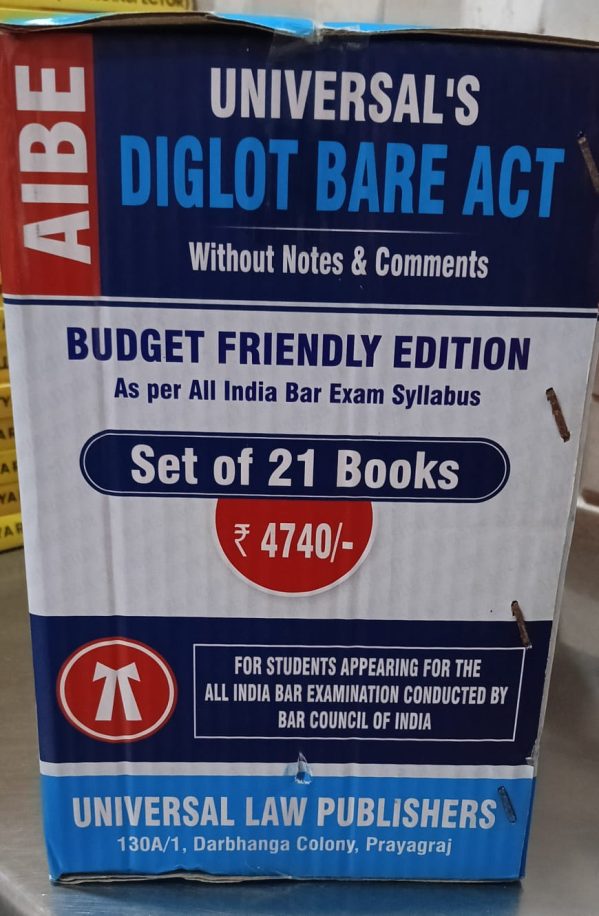 AIBE
UNIVERSAL'S
DIGLOT BARE ACT
Without Notes & Comments
BUDGET FRIENDLY EDITION
As per All India Bar Exam Syllabus
Set of 21 Books
₹ 4740/-
FOR STUDENTS APPEARING FOR THE
ALL INDIA BAR EXAMINATION CONDUCTED BY
BAR COUNCIL OF INDIA
UNIVERSAL LAW PUBLISHERS
130A/1, Darbhanga Colony, Prayagraj